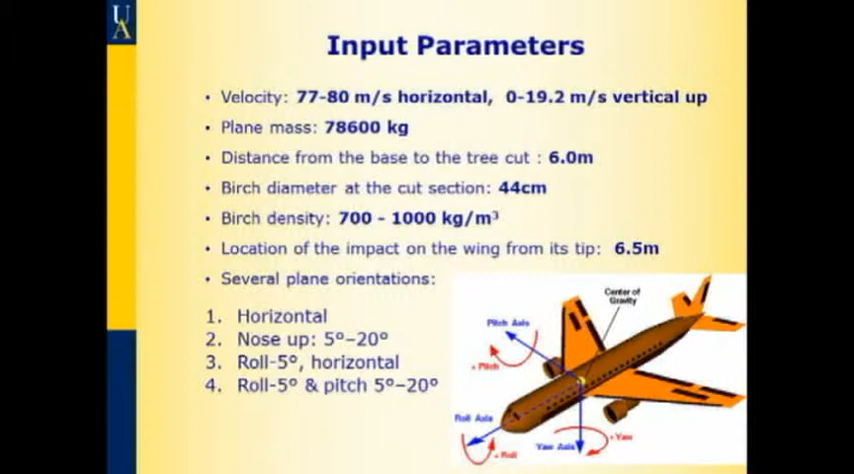 UA
Input Parameters
• Velocity: 77-80 m/s horizontal, 0-19.2 m/s vertical up
• Plane mass: 78600 kg
• Distance from the base to the tree cut : 6.0m
• Birch diameter at the cut section: 44cm
• Birch density: 700 - 1000 kg/m³
• Location of the impact on the wing from its tip: 6.5m
• Several plane orientations:
1. Horizontal
2. Nose up: 5°–20°
3. Roll-5°, horizontal
4. Roll-5° & pitch 5°–20°
Center of
Gravity
Pitch Axis
+ Pitch
Roll Axis
+ Roll
Yaw Axis
+ Yaw